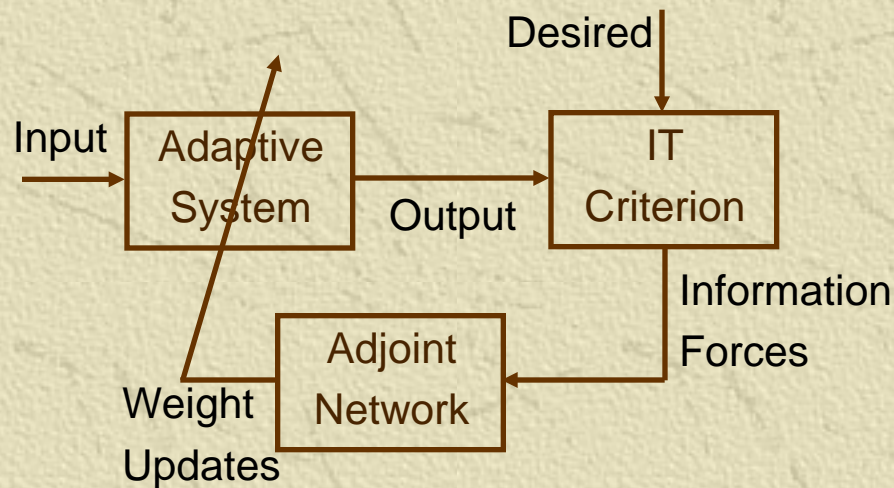 Desired
Input
Adaptive
System
IT
Criterion
Output
Information
Forces
Adjoint
Network
Weight
Updates